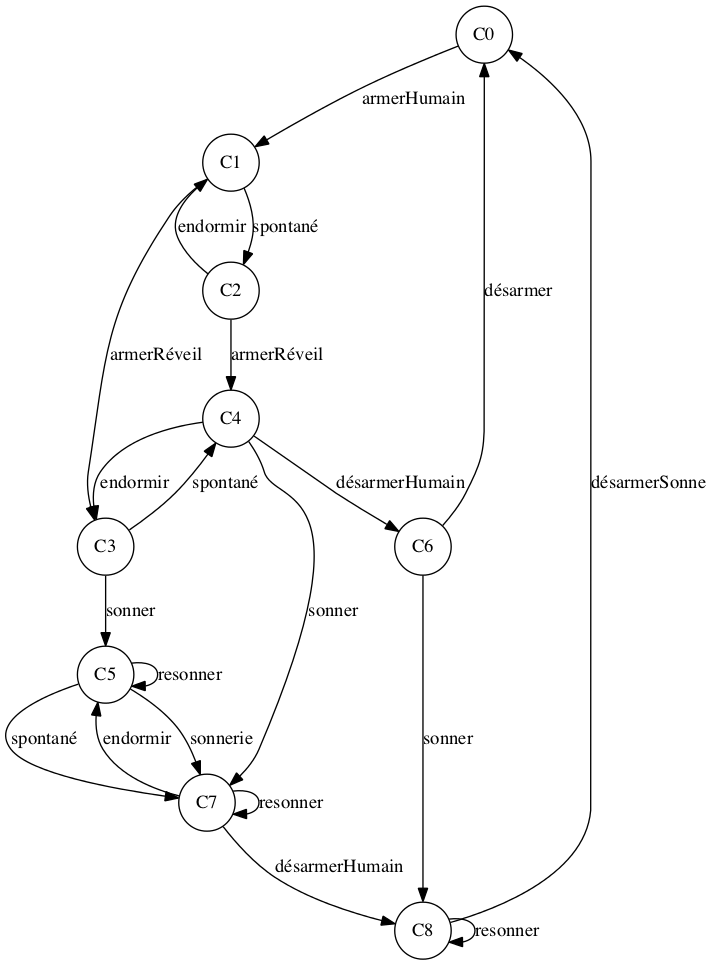 C0
armerHumain
C1
endormir spontané
C2
désarmer
armerRéveil armerRéveil
C4
endormir spontané désarmerHumain désarmerSonne
C3 C6
sonner sonner
C5 resonner
spontané endormir sonnerie sonner
C7 resonner
désarmerHumain
C8 resonner